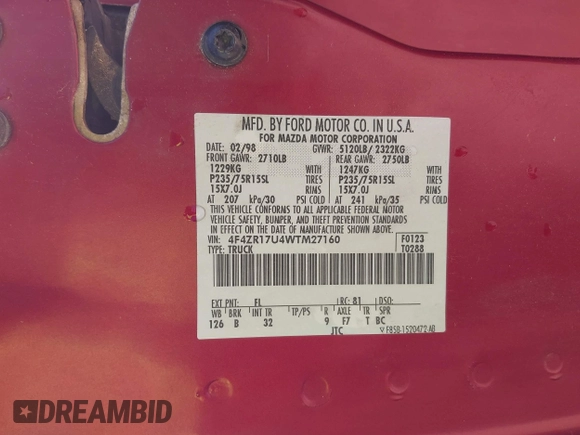 MFD. BY FORD MOTOR CO. IN U.S.A.
FOR MAZDA MOTOR CORPORATION
DATE: 02/98 GVWR: 5120LB/ 2322KG
FRONT GAWR: 2710LB REAR GAWR: 2750LB
1229KG WITH 1247KG WITH
P235/75R15SL TIRES P235/75R15SL TIRES
15X7.0J RIMS 15X7.0J RIMS
AT 207 kPa/30 PSI COLD AT 241 kPa/35 PSI COLD
THIS VEHICLE CONFORMS TO ALL APPLICABLE FEDERAL MOTOR
VEHICLE SAFETY, BUMPER, AND THEFT PREVENTION STANDARDS IN
EFFECT ON THE DATE OF MANUFACTURE SHOWN ABOVE.
VIN: 4F4ZR17U4WTM27160 F0123
TYPE: TRUCK T0288
EXT PNT: FL RC: 81 DSO:
WB BRK INT TR TP/PS R AXLE TR SPR
126 B 32 9 F7 T BC
JTC F85B-1520472-AB
DREAMBID